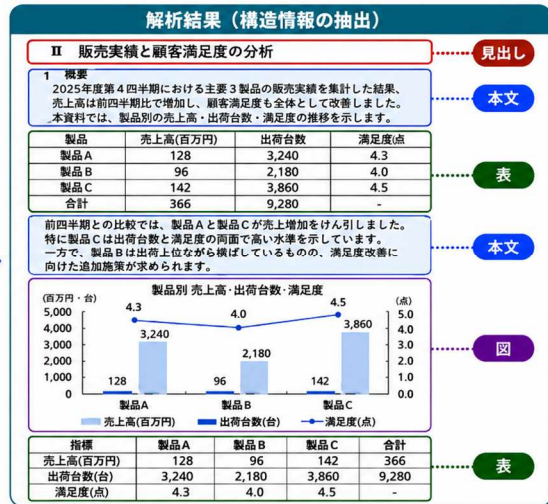 解析結果（構造情報の抽出）
Ⅱ 販売実績と顧客満足度の分析
見出し
1 概要
2025年度第4四半期における主要3製品の販売実績を集計した結果、
売上高は前四半期比で増加し、顧客満足度も全体として改善しました。
本資料では、製品別の売上高・出荷台数・満足度の推移を示します。
本文
製品 売上高(百万円) 出荷台数 満足度(点
製品A 128 3,240 4.3
製品B 96 2,180 4.0
製品C 142 3,860 4.5
合計 366 9,280 -
表
前四半期との比較では、製品Aと製品Cが売上増加をけん引しました。
特に製品Cは出荷台数と満足度の両面で高い水準を示しています。
一方で、製品Bは出荷上位ながら横ばしているものの、満足度改善に
向けた追加施策が求められます。
本文
製品別 売上高・出荷台数・満足度
(百万円・台) (点)
4.3 4.0 4.5
5,000 5.0
4,000 4.0
3,000 3.0
2,000 2.0
1,000 1.0
0 0.0
3,240 2,180 3,860
128 96 142
製品A 製品B 製品C
売上高(百万円) 出荷台数(台) 満足度(点)
図
指標 製品A 製品B 製品C 合計
売上高(百万円) 128 96 142 366
出荷台数(台) 3,240 2,180 3,860 9,280
満足度(点) 4.3 4.0 4.5 -
表